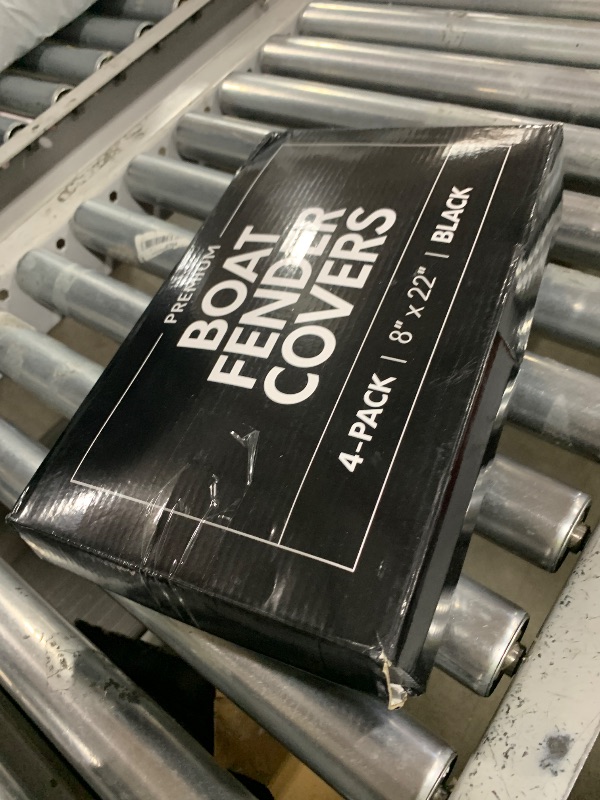 PREMIUM
BOAT
FENDER
COVERS
4-PACK | 8" x 22" | BLACK